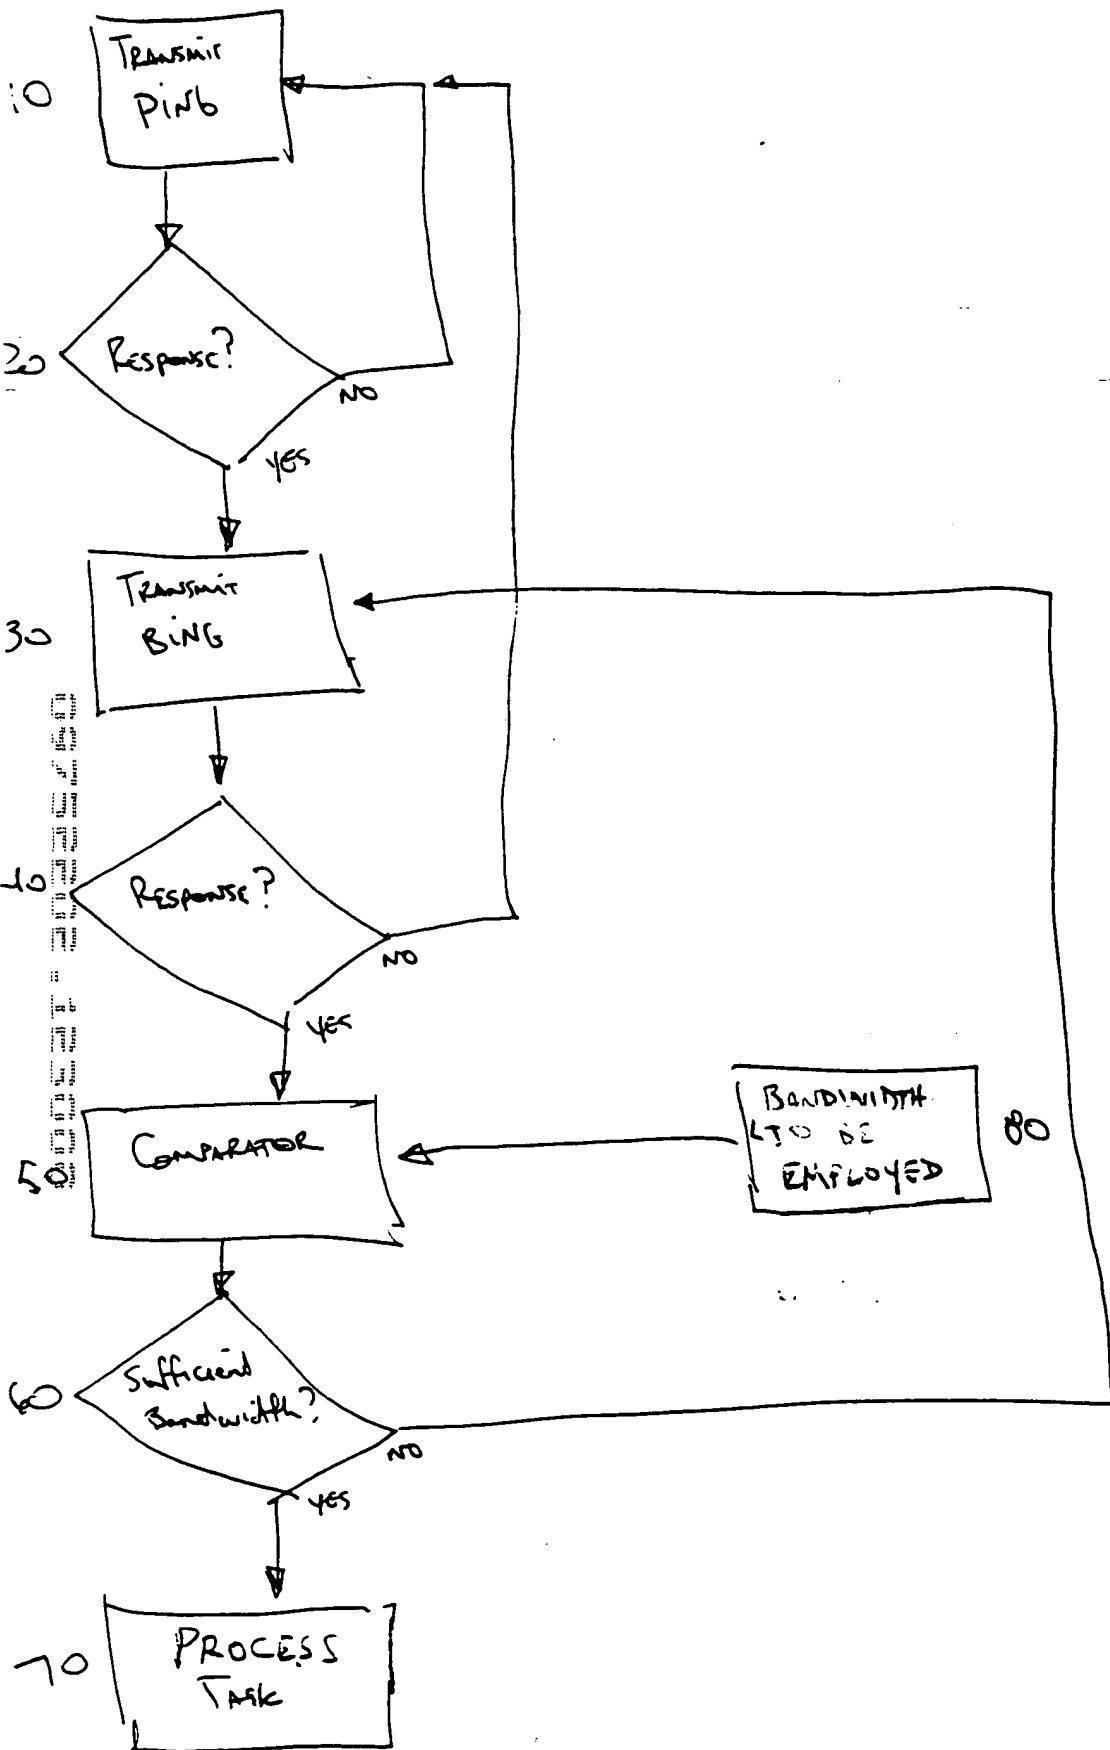 10
TRANSMIT
PING
20
RESPONSE?
NO
YES
30
TRANSMIT
BING
RESPONSE?
NO
YES
50
COMPARATOR
BANDWIDTH
TO BE
EMPLOYED
80
60
Sufficient
Bandwidth?
NO
YES
70
PROCESS
TASK